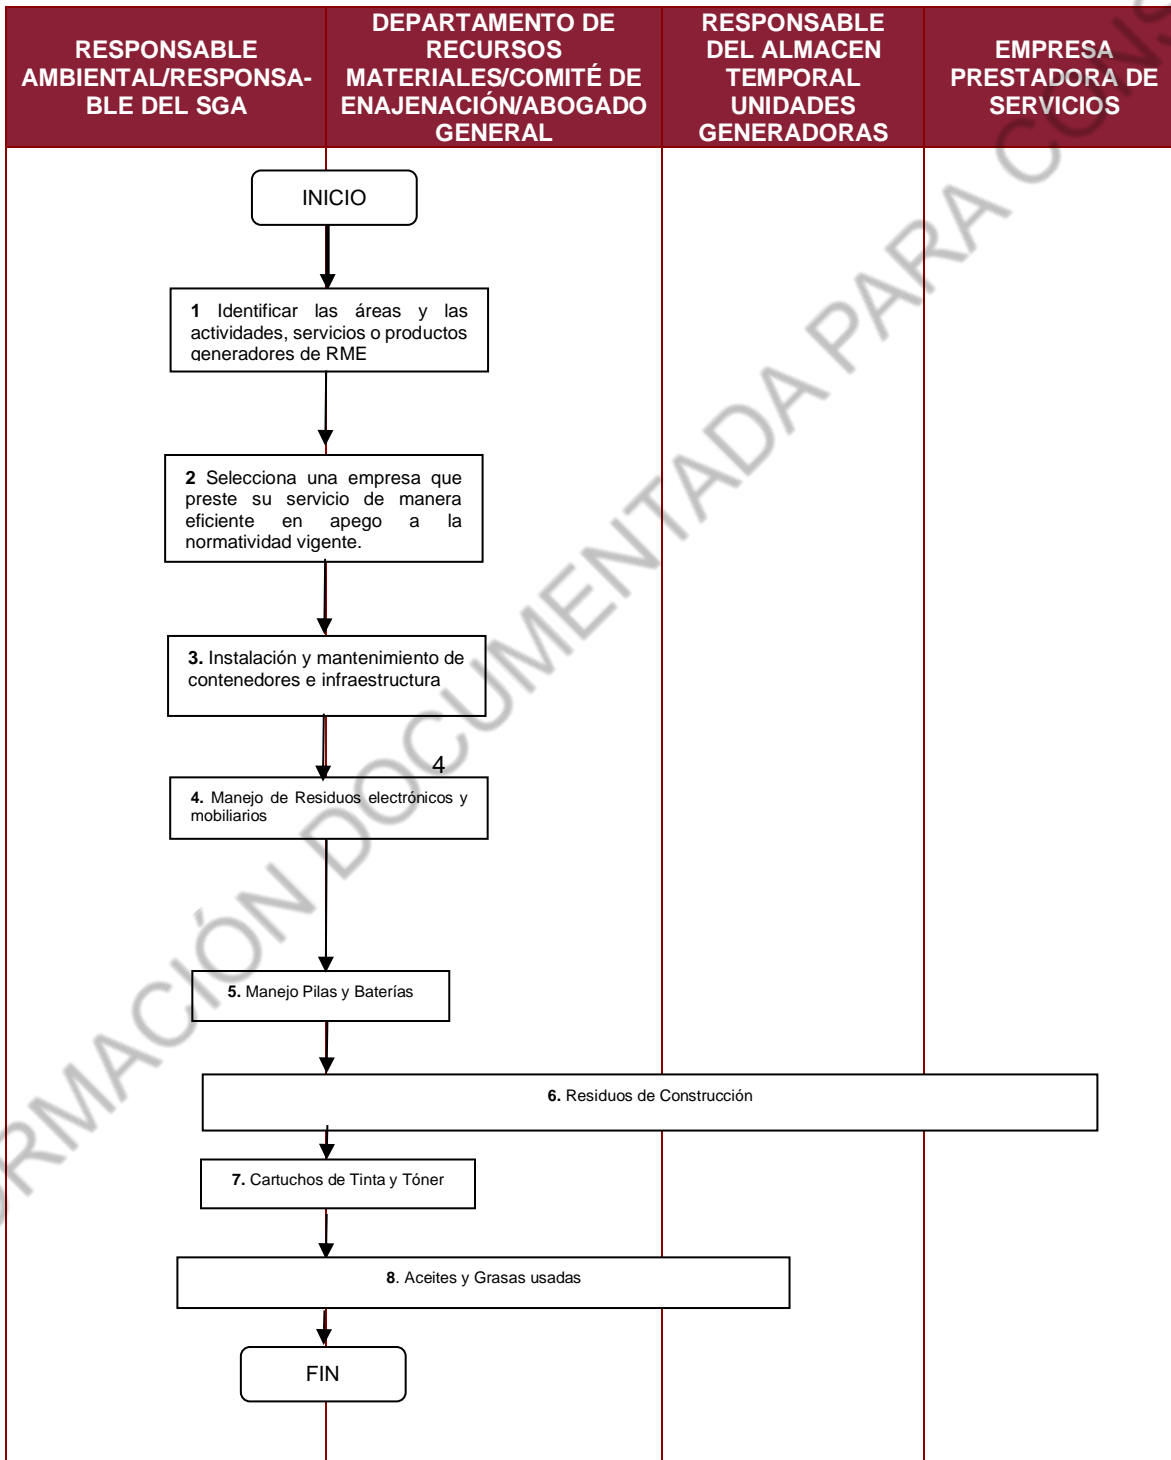 RESPONSABLE
AMBIENTAL/RESPONSA-
BLE DEL SGA
DEPARTAMENTO DE
RECURSOS
MATERIALES/COMITÉ DE
ENAJENACIÓN/ABOGADO
GENERAL
RESPONSABLE
DEL ALMACEN
TEMPORAL
UNIDADES
GENERADORAS
EMPRESA
PRESTADORA DE
SERVICIOS
INICIO
1 Identificar las áreas y las
actividades, servicios o productos
generadores de RME
2 Selecciona una empresa que
preste su servicio de manera
eficiente en apego a la
normatividad vigente.
3. Instalación y mantenimiento de
contenedores e infraestructura
4
4. Manejo de Residuos electrónicos y
mobiliarios
5. Manejo Pilas y Baterías
6. Residuos de Construcción
7. Cartuchos de Tinta y Tóner
8. Aceites y Grasas usadas
FIN
ORMACIÓN DOCUMENTADA PARA CONS